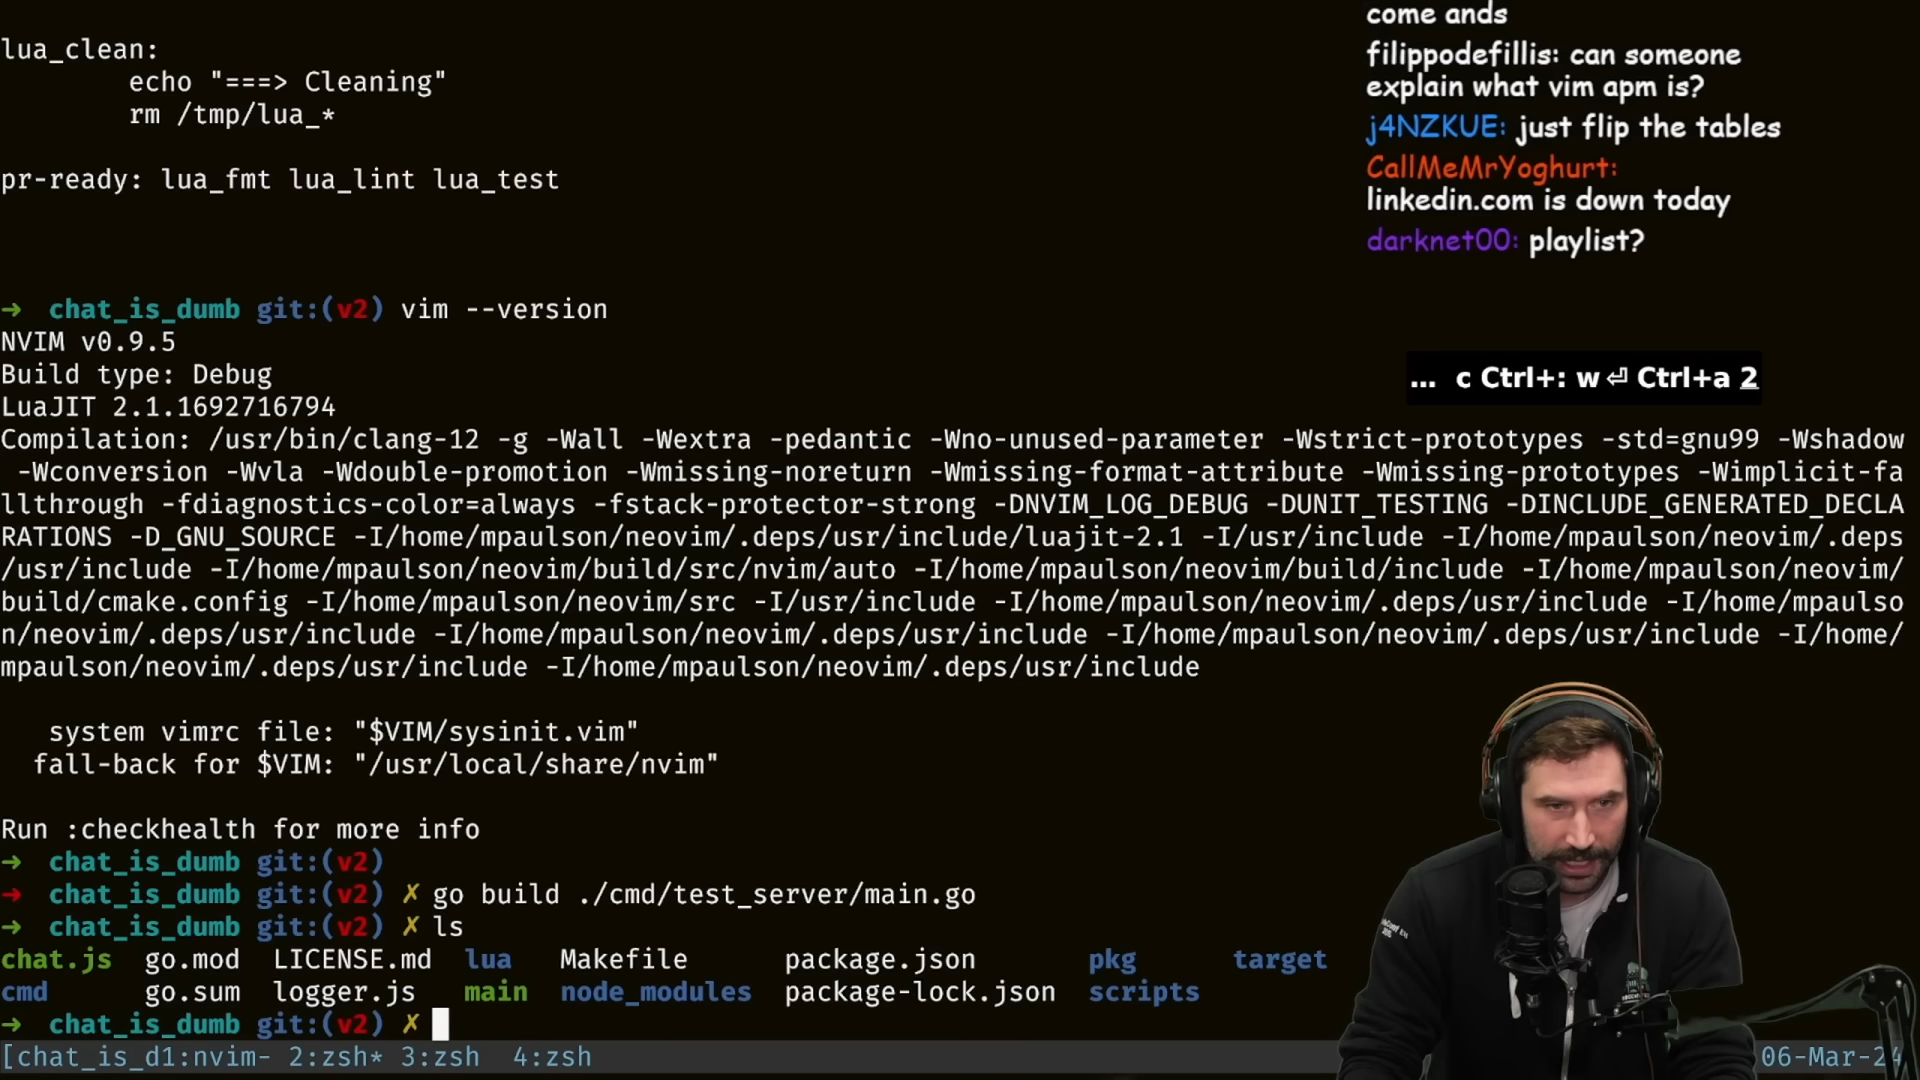 lua_clean:
echo "===> Cleaning"
rm /tmp/lua_*
pr-ready: lua_fmt lua_lint lua_test
➜ chat_is_dumb git:(v2) vim --version
NVIM v0.9.5
Build type: Debug
LuaJIT 2.1.1692716794
Compilation: /usr/bin/clang-12 -g -Wall -Wextra -pedantic -Wno-unused-parameter -Wstrict-prototypes -std=gnu99 -Wshadow
-Wconversion -Wvla -Wdouble-promotion -Wmissing-noreturn -Wmissing-format-attribute -Wmissing-prototypes -Wimplicit-fa
llthrough -fdiagnostics-color=always -fstack-protector-strong -DNVIM_LOG_DEBUG -DUNIT_TESTING -DINCLUDE_GENERATED_DECLA
RATIONS -D_GNU_SOURCE -I/home/mpaulson/neovim/.deps/usr/include/luajit-2.1 -I/usr/include -I/home/mpaulson/neovim/.deps
/usr/include -I/home/mpaulson/neovim/build/src/nvim/auto -I/home/mpaulson/neovim/build/include -I/home/mpaulson/neovim/
build/cmake.config -I/home/mpaulson/neovim/src -I/usr/include -I/home/mpaulson/neovim/.deps/usr/include -I/home/mpaulso
n/neovim/.deps/usr/include -I/home/mpaulson/neovim/.deps/usr/include -I/home/mpaulson/neovim/.deps/usr/include -I/home/
mpaulson/neovim/.deps/usr/include -I/home/mpaulson/neovim/.deps/usr/include
system vimrc file: "$VIM/sysinit.vim"
fall-back for $VIM: "/usr/local/share/nvim"
Run :checkhealth for more info
➜ chat_is_dumb git:(v2)
➜ chat_is_dumb git:(v2) ✗ go build ./cmd/test_server/main.go
➜ chat_is_dumb git:(v2) ✗ ls
chat.js go.mod LICENSE.md lua Makefile package.json pkg target
cmd go.sum logger.js main node_modules package-lock.json scripts
➜ chat_is_dumb git:(v2) ✗
[chat_is_d1:nvim- 2:zsh* 3:zsh 4:zsh
06-Mar-24
come ands
filippodefillis: can someone
explain what vim apm is?
j4NZKUE: just flip the tables
CallMeMrYoghurt:
linkedin.com is down today
darknet00: playlist?
... c Ctrl+: w⏎ Ctrl+a 2